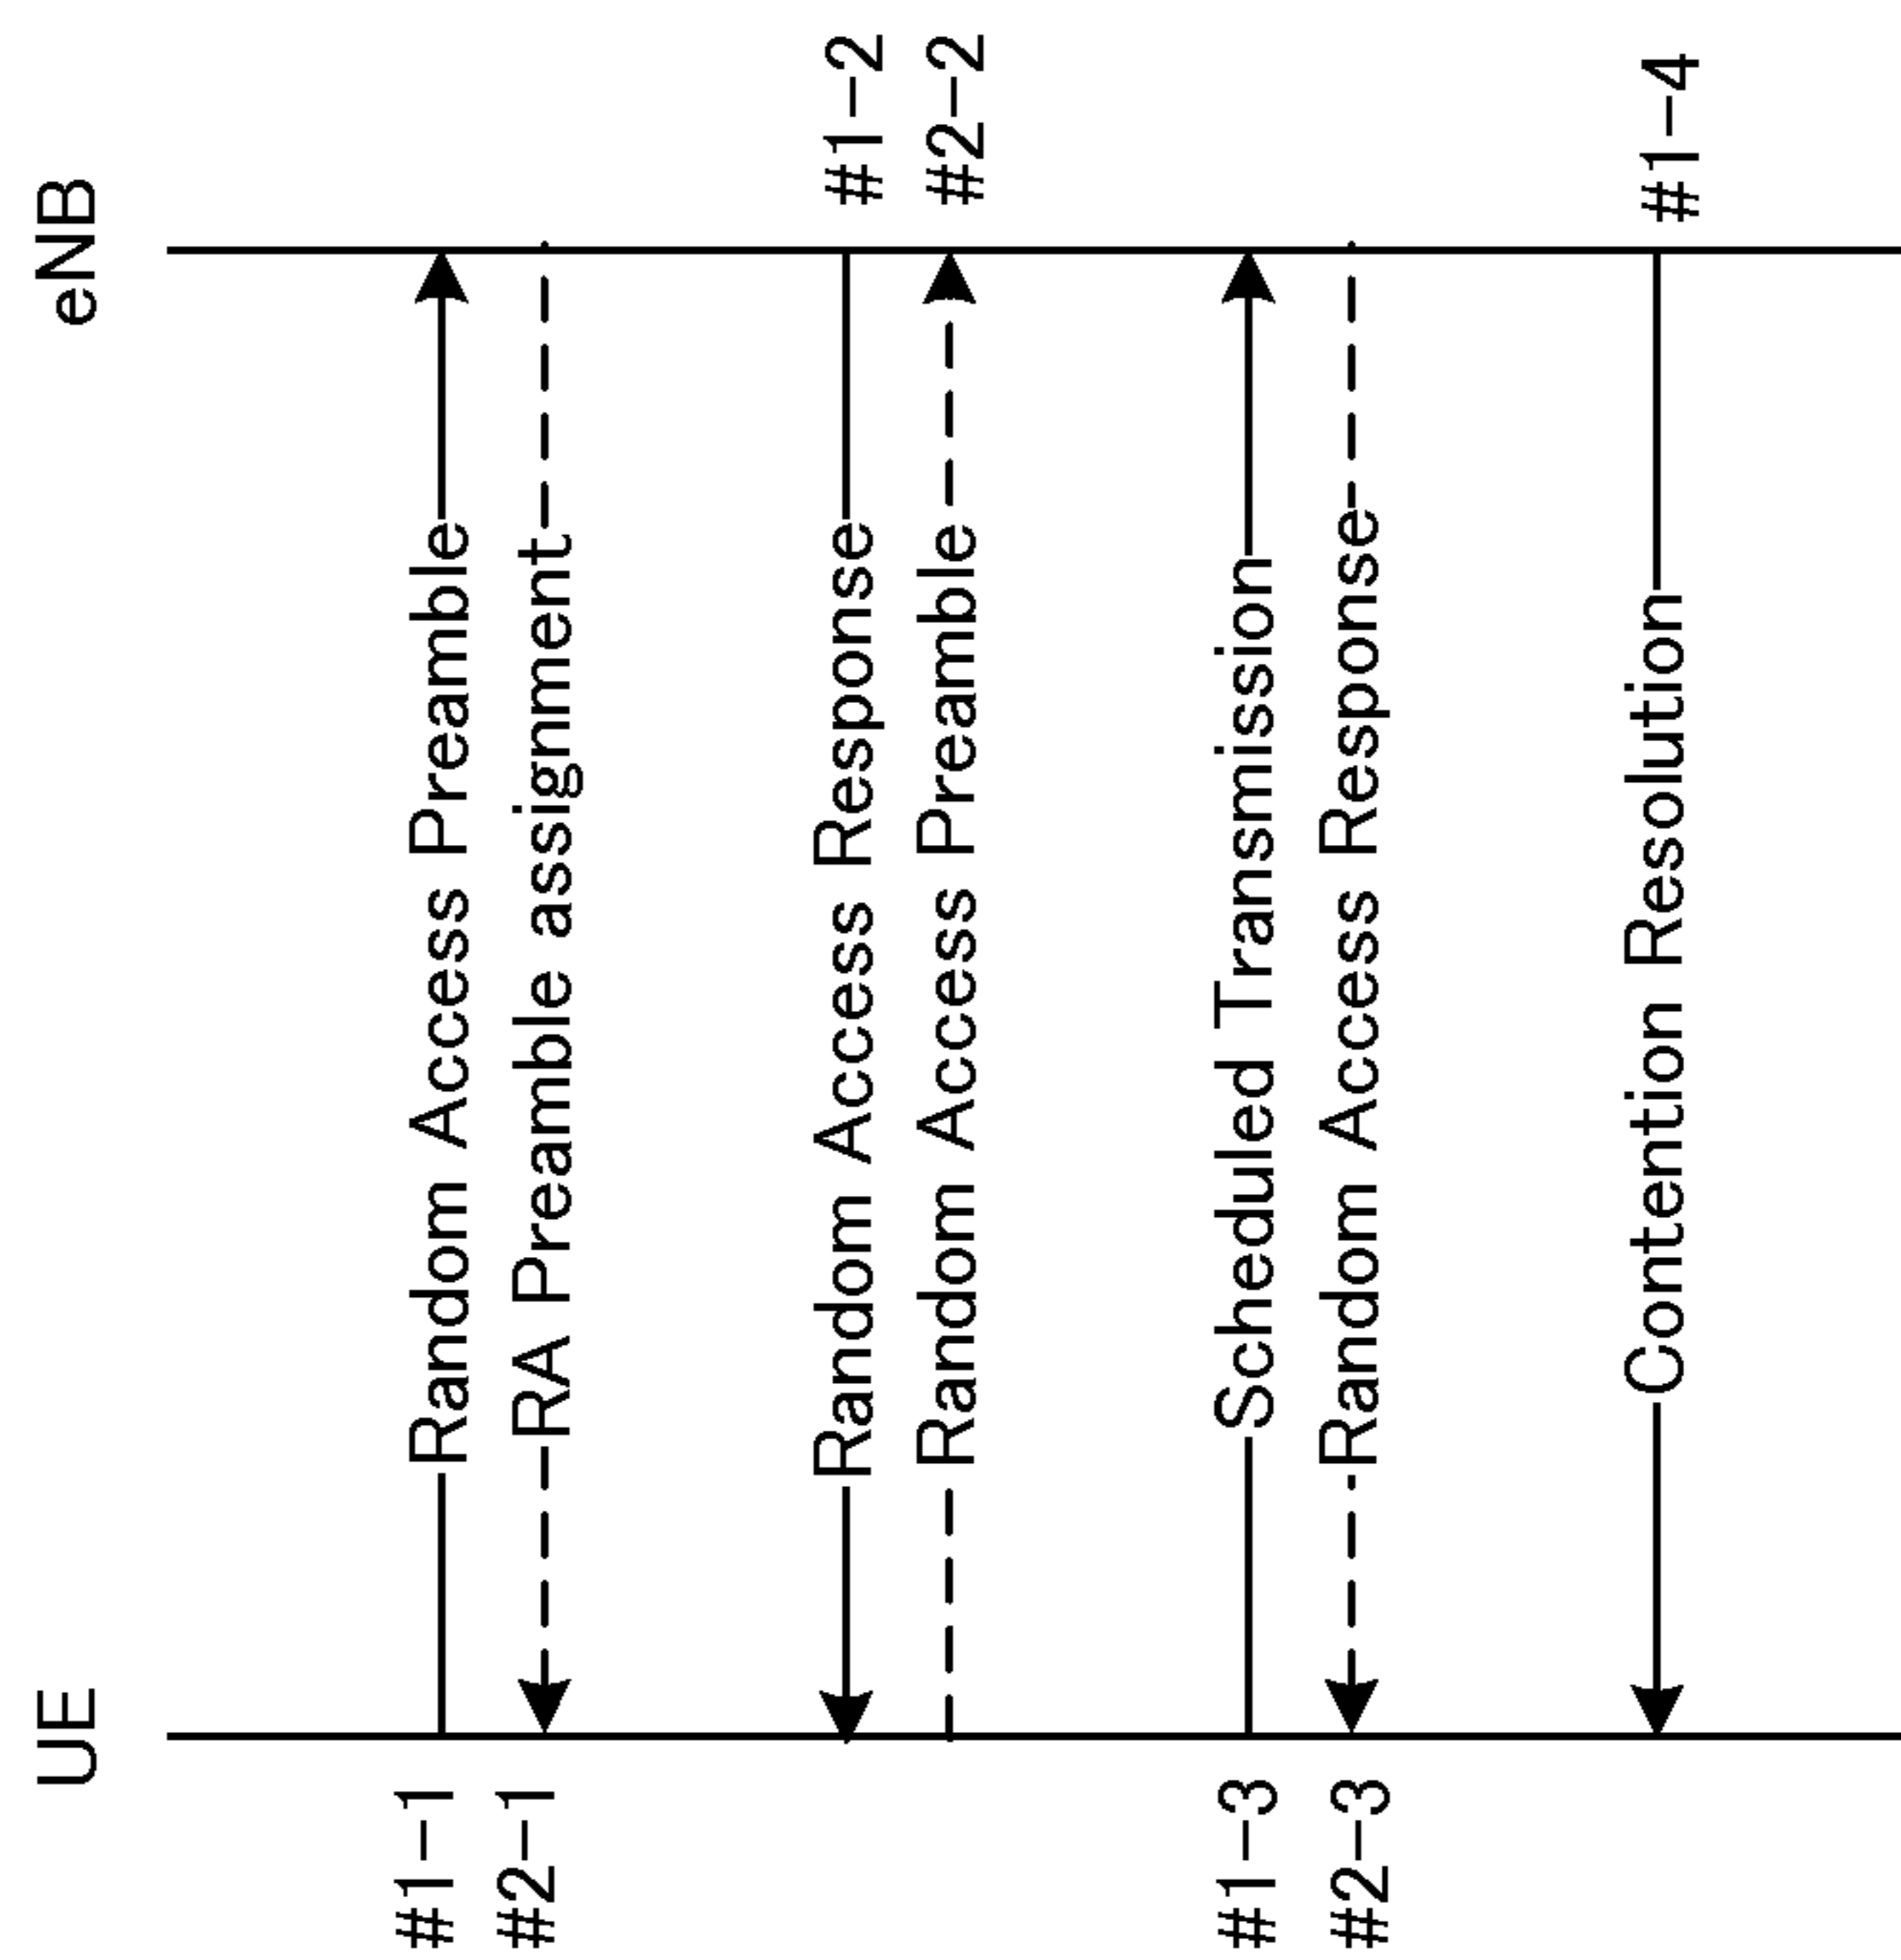 UE
eNB
#1-1
Random Access Preamble
#2-1
RA Preamble assignment
Random Access Response
#1-2
Random Access Preamble
#2-2
#1-3
Scheduled Transmission
#2-3
Random Access Response
Contention Resolution
#1-4